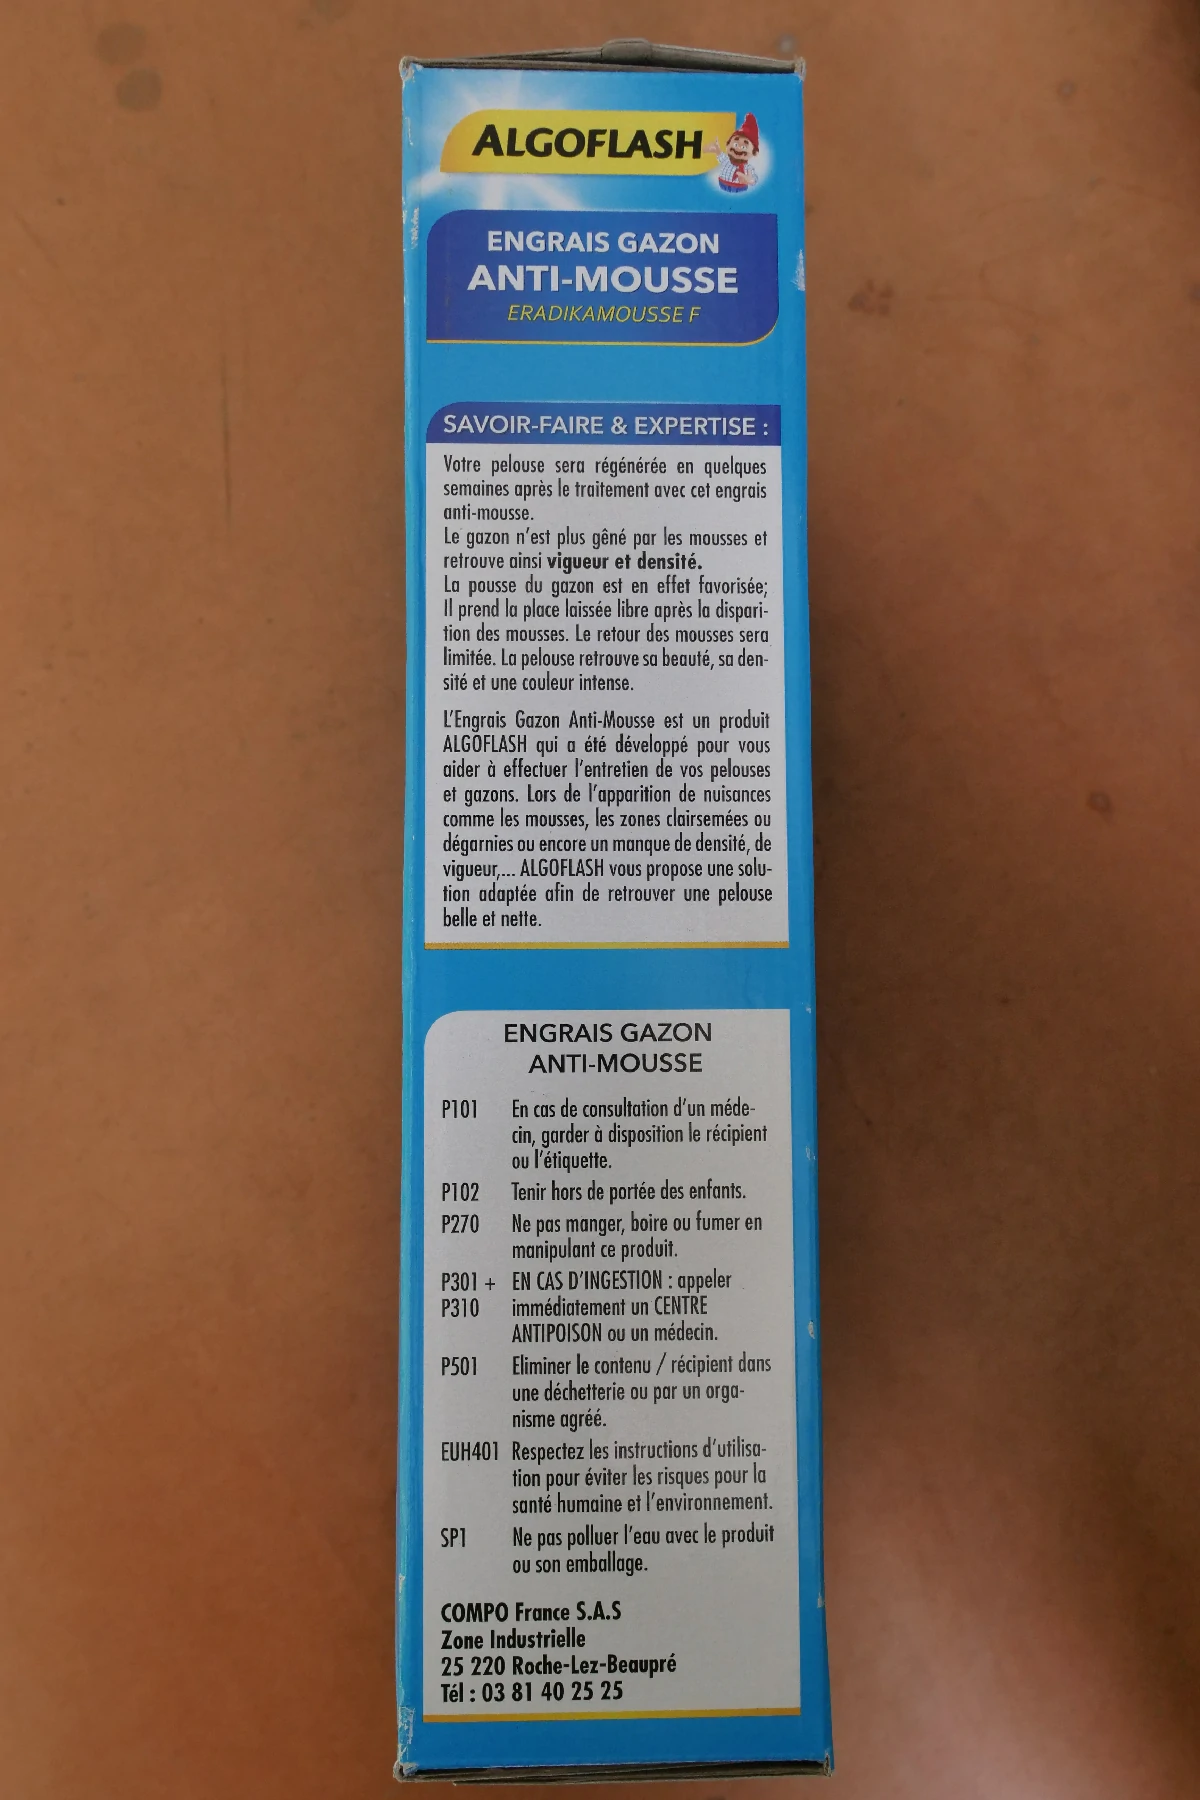 ALGOFLASH
ENGRAIS GAZON
ANTI-MOUSSE
ERADIKAMOUSSE F
SAVOIR-FAIRE & EXPERTISE :
Votre pelouse sera régénérée en quelques
semaines après le traitement avec cet engrais
anti-mousse.
Le gazon n'est plus gêné par les mousses et
retrouve ainsi vigueur et densité.
La pousse du gazon est en effet favorisée;
Il prend la place laissée libre après la dispari-
tion des mousses. Le retour des mousses sera
limitée. La pelouse retrouve sa beauté, sa den-
sité et une couleur intense.
L'Engrais Gazon Anti-Mousse est un produit
ALGOFLASH qui a été développé pour vous
aider à effectuer l'entretien de vos pelouses
et gazons. Lors de l'apparition de nuisances
comme les mousses, les zones clairsemées ou
dégarnies ou encore un manque de densité, de
vigueur,... ALGOFLASH vous propose une solu-
tion adaptée afin de retrouver une pelouse
belle et nette.
ENGRAIS GAZON
ANTI-MOUSSE
P101 En cas de consultation d'un méde-
cin, garder à disposition le récipient
ou l'étiquette.
P102 Tenir hors de portée des enfants.
P270 Ne pas manger, boire ou fumer en
manipulant ce produit.
P301 + EN CAS D'INGESTION : appeler
P310 immédiatement un CENTRE
ANTIPOISON ou un médecin.
P501 Eliminer le contenu / récipient dans
une déchetterie ou par un orga-
nisme agréé.
EUH401 Respectez les instructions d'utilisa-
tion pour éviter les risques pour la
santé humaine et l'environnement.
SP1 Ne pas polluer l'eau avec le produit
ou son emballage.
COMPO France S.A.S
Zone Industrielle
25 220 Roche-Lez-Beaupré
Tél : 03 81 40 25 25